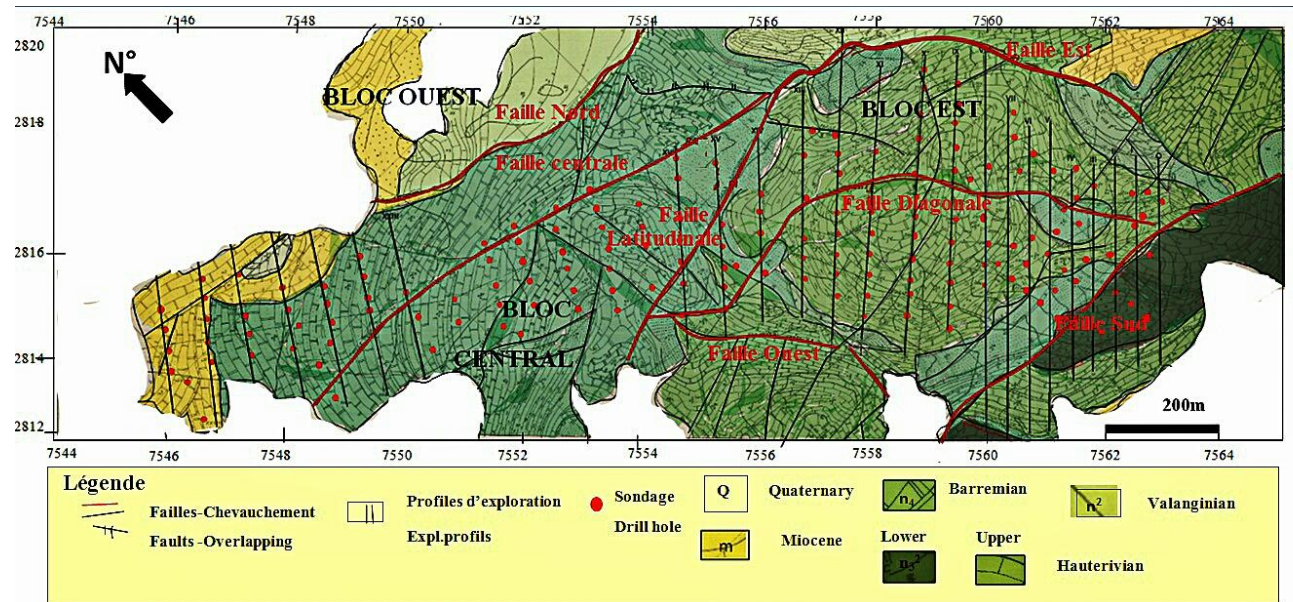 7544 7546 7548 7550 7552 7554 7556 7560 7562 7564
2820
N°
Faille Est
BLOC OUEST
BLOC EST
Faille Nord
2818
Faille centrale
Faille Diagonale
Faille
Latitudinale
2816
BLOC
CENTRAL
Faille Sud
Faille Ouest
2814
200m
2812
7544 7546 7548 7550 7552 7554 7556 7558 7560 7562 7564
Légende
Failles-Chevauchement
Faults -Overlapping
Profiles d'exploration
Expl.profils
Sondage
Drill hole
Q Quaternary
m Miocene
n4 Barremian
Lower Upper
n3² Hauterivian
n² Valanginian